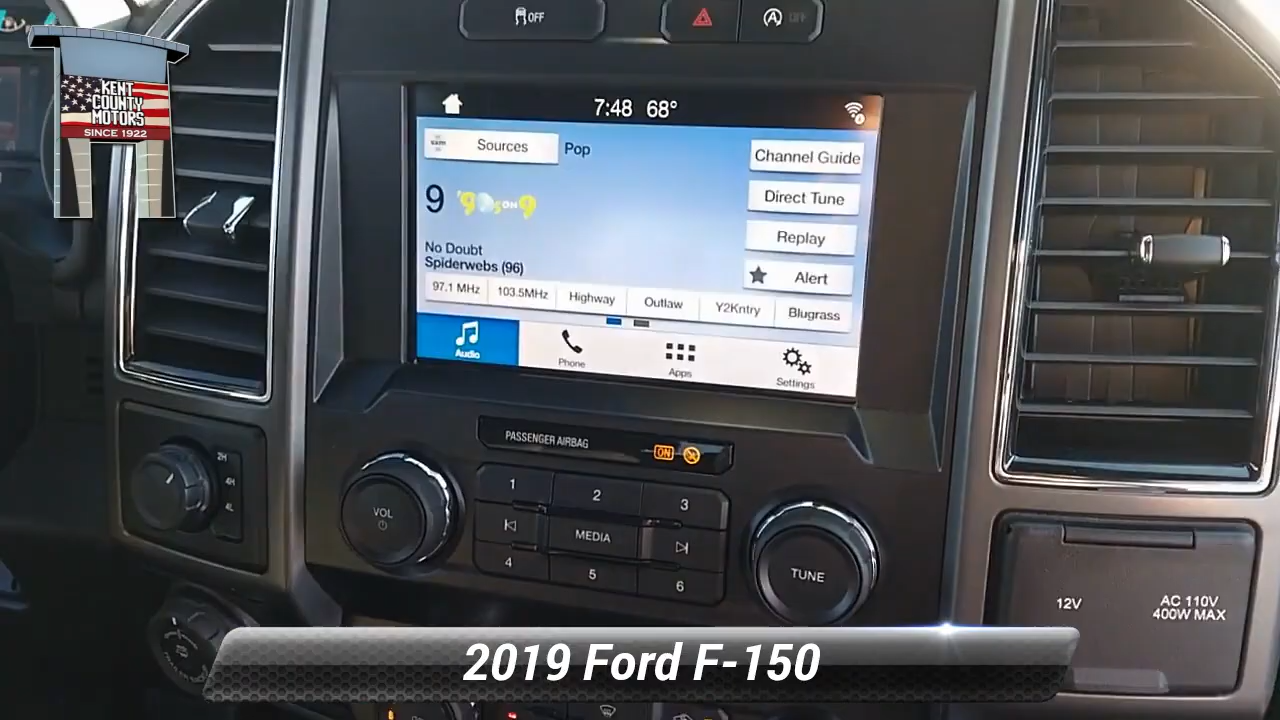 OFF
OFF
KENT
COUNTY
MOTORS
SINCE 1922
7:48 68°
Sources
Pop
Channel Guide
9 '90s ON 9
Direct Tune
Replay
No Doubt
Spiderwebs (96)
Alert
97.1 MHz 103.5MHz Highway Outlaw Y2Kntry Blugrass
Audio Phone Apps Settings
PASSENGER AIRBAG ON
2H
4H
4L
VOL
1 2 3
MEDIA
4 5 6
TUNE
12V
AC 110V
400W MAX
2019 Ford F-150